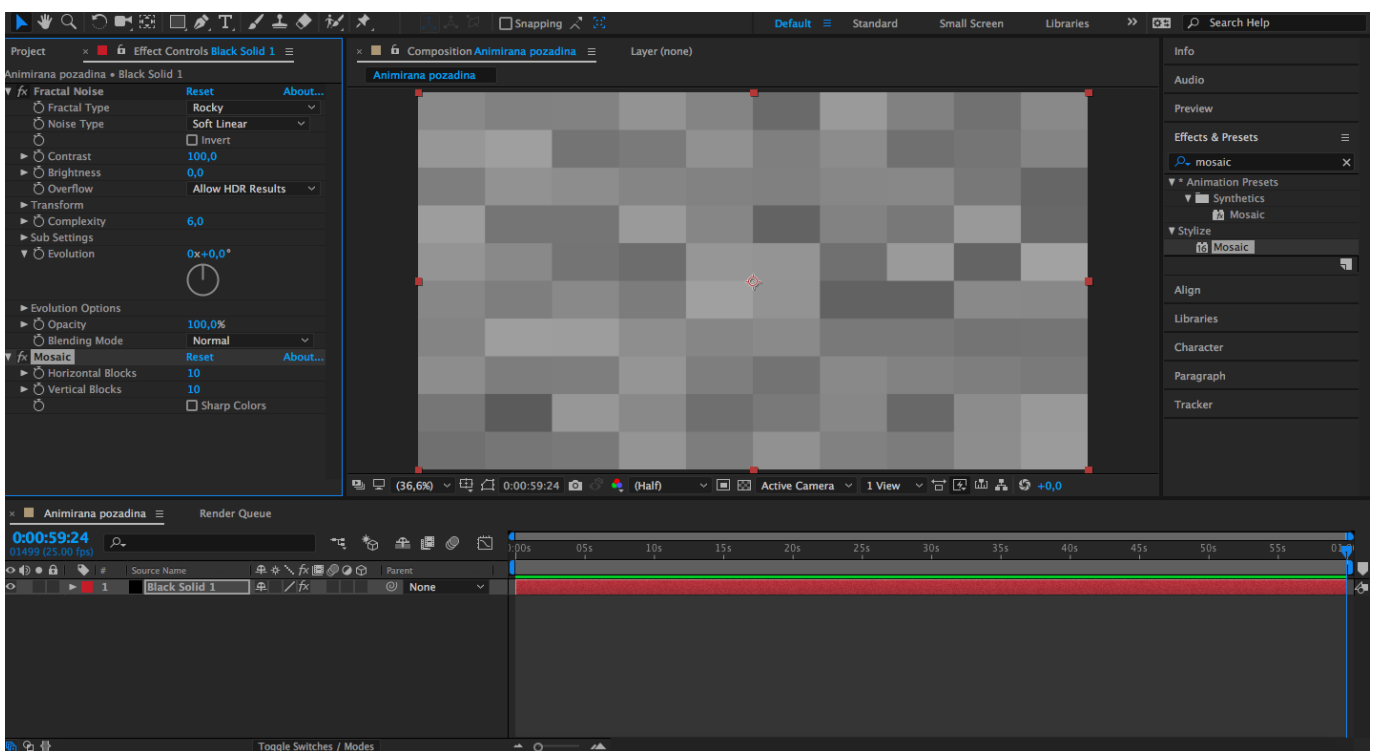 Snapping Default Standard Small Screen Libraries Search Help
Project Effect Controls Black Solid 1
Animirana pozadina • Black Solid 1
fx Fractal Noise Reset About...
Fractal Type Rocky
Noise Type Soft Linear
Invert
Contrast 100,0
Brightness 0,0
Overflow Allow HDR Results
Transform
Complexity 6,0
Sub Settings
Evolution 0x+0,0°
Evolution Options
Opacity 100,0%
Blending Mode Normal
fx Mosaic Reset About...
Horizontal Blocks 10
Vertical Blocks 10
Sharp Colors
Composition Animirana pozadina Layer (none)
Animirana pozadina
(36,6%) 0:00:59:24 (Half) Active Camera 1 View +0,0
Info
Audio
Preview
Effects & Presets
mosaic
* Animation Presets
Synthetics
Mosaic
Stylize
16 Mosaic
Align
Libraries
Character
Paragraph
Tracker
Animirana pozadina Render Queue
0:00:59:24
01499 (25.00 fps)
):00s 05s 10s 15s 20s 25s 30s 35s 40s 45s 50s 55s
# Source Name fx Parent
1 Black Solid 1 fx None
Toggle Switches / Modes